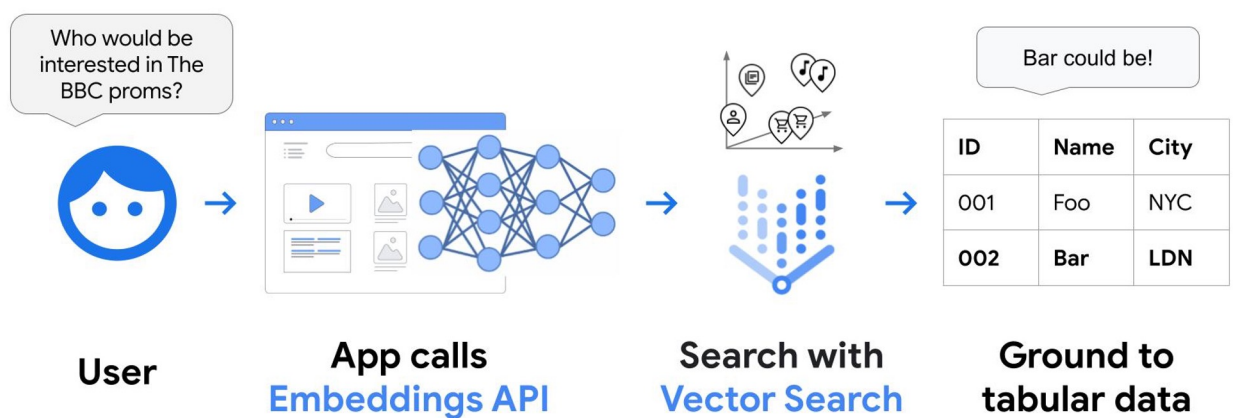 Who would be
interested in The
BBC proms?
Bar could be!
ID Name City
001 Foo NYC
002 Bar LDN
User
App calls
Embeddings API
Search with
Vector Search
Ground to
tabular data